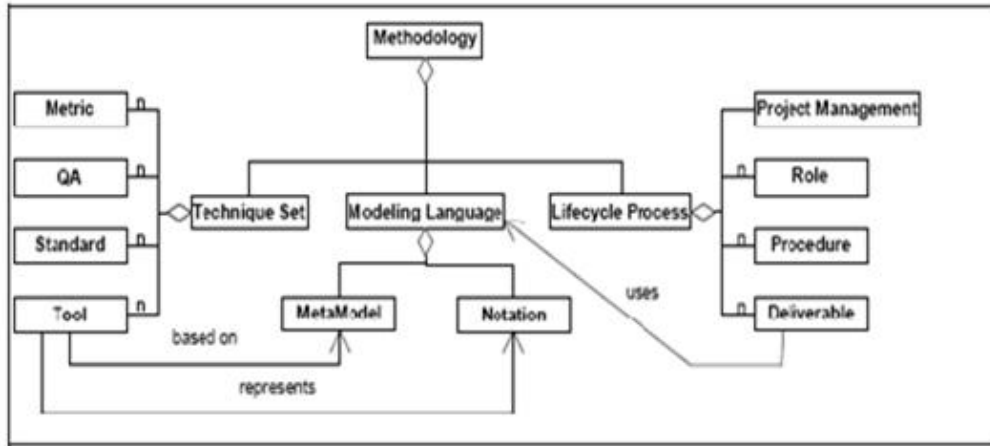 Methodology
Metric
n
Project Management
QA
n
n
Role
Technique Set
Modeling Language
Lifecycle Process
Standard
n
n
Procedure
uses
Tool
n
MetaModel
Notation
n
Deliverable
based on
represents